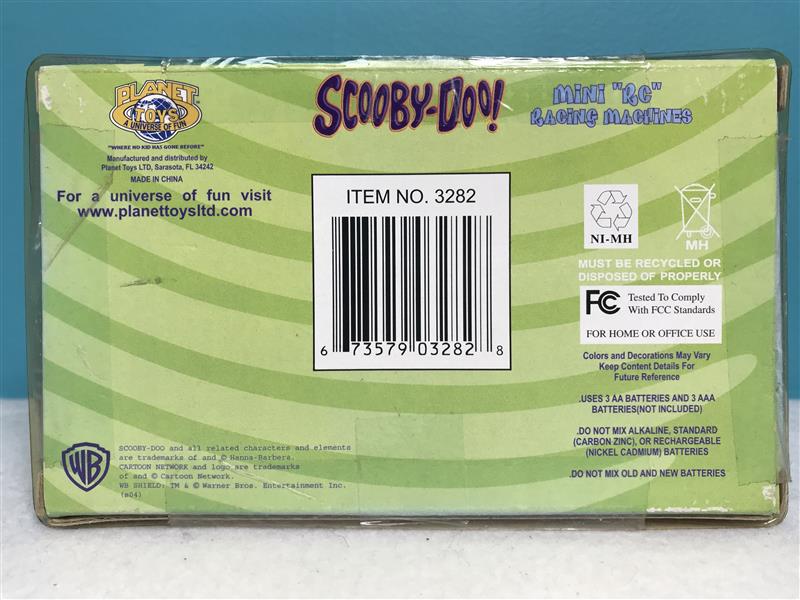 PLANET
TOYS
A UNIVERSE OF FUN
"WHERE NO KID HAS GONE BEFORE"
Manufactured and distributed by
Planet Toys LTD, Sarasota, FL 34242
MADE IN CHINA
For a universe of fun visit
www.planettoysltd.com
SCOOBY-DOO!
MINI "RC"
RACING MACHINES
ITEM NO. 3282
6 73579 03282 8
NI-MH
MH
MUST BE RECYCLED OR
DISPOSED OF PROPERLY
FCC Tested To Comply
With FCC Standards
FOR HOME OR OFFICE USE
Colors and Decorations May Vary
Keep Content Details For
Future Reference
.USES 3 AA BATTERIES AND 3 AAA
BATTERIES(NOT INCLUDED)
.DO NOT MIX ALKALINE, STANDARD
(CARBON ZINC), OR RECHARGEABLE
(NICKEL CADMIUM) BATTERIES
.DO NOT MIX OLD AND NEW BATTERIES
WB
SCOOBY-DOO and all related characters and elements
are trademarks of and © Hanna-Barbera.
CARTOON NETWORK and logo are trademarks
of and © Cartoon Network.
WB SHIELD: TM & © Warner Bros. Entertainment Inc.
(s04)